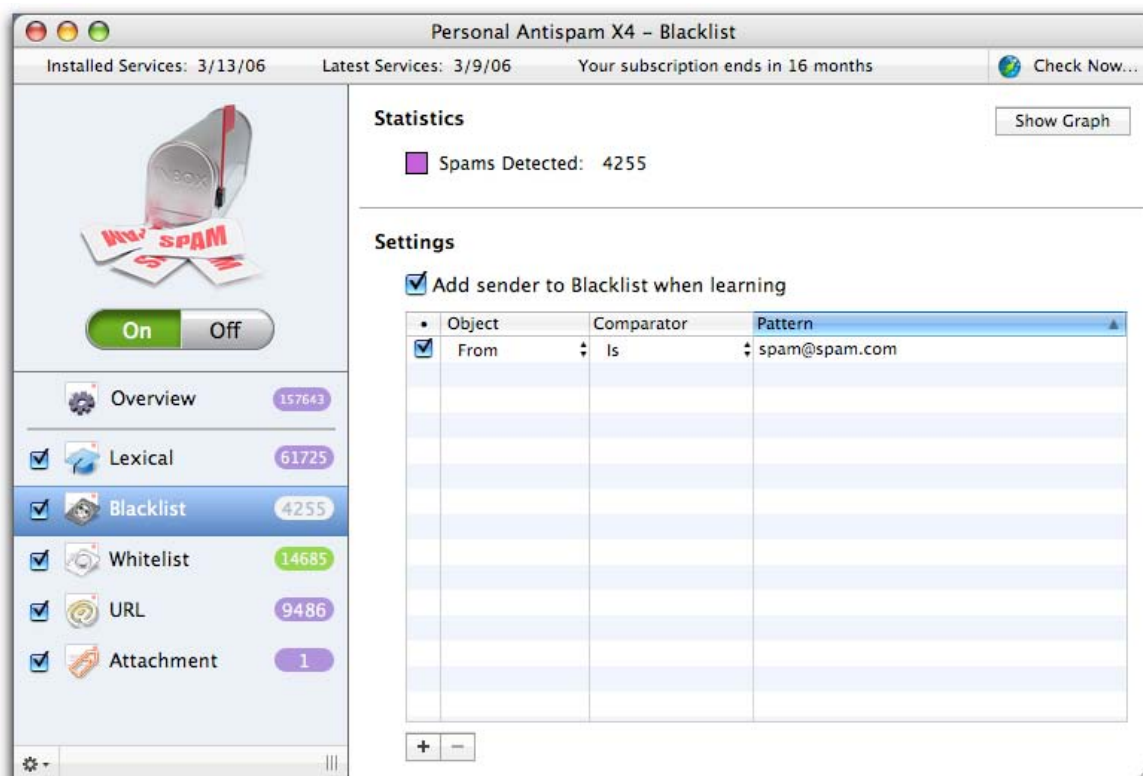 Personal Antispam X4 – Blacklist
Installed Services: 3/13/06 Latest Services: 3/9/06 Your subscription ends in 16 months Check Now...
INBOX
SPAM
SPAM
On Off
Overview 157643
Lexical 61725
Blacklist 4255
Whitelist 14685
URL 9486
Attachment 1
Statistics
Show Graph
Spams Detected: 4255
Settings
Add sender to Blacklist when learning
• Object Comparator Pattern
From Is spam@spam.com
+ −